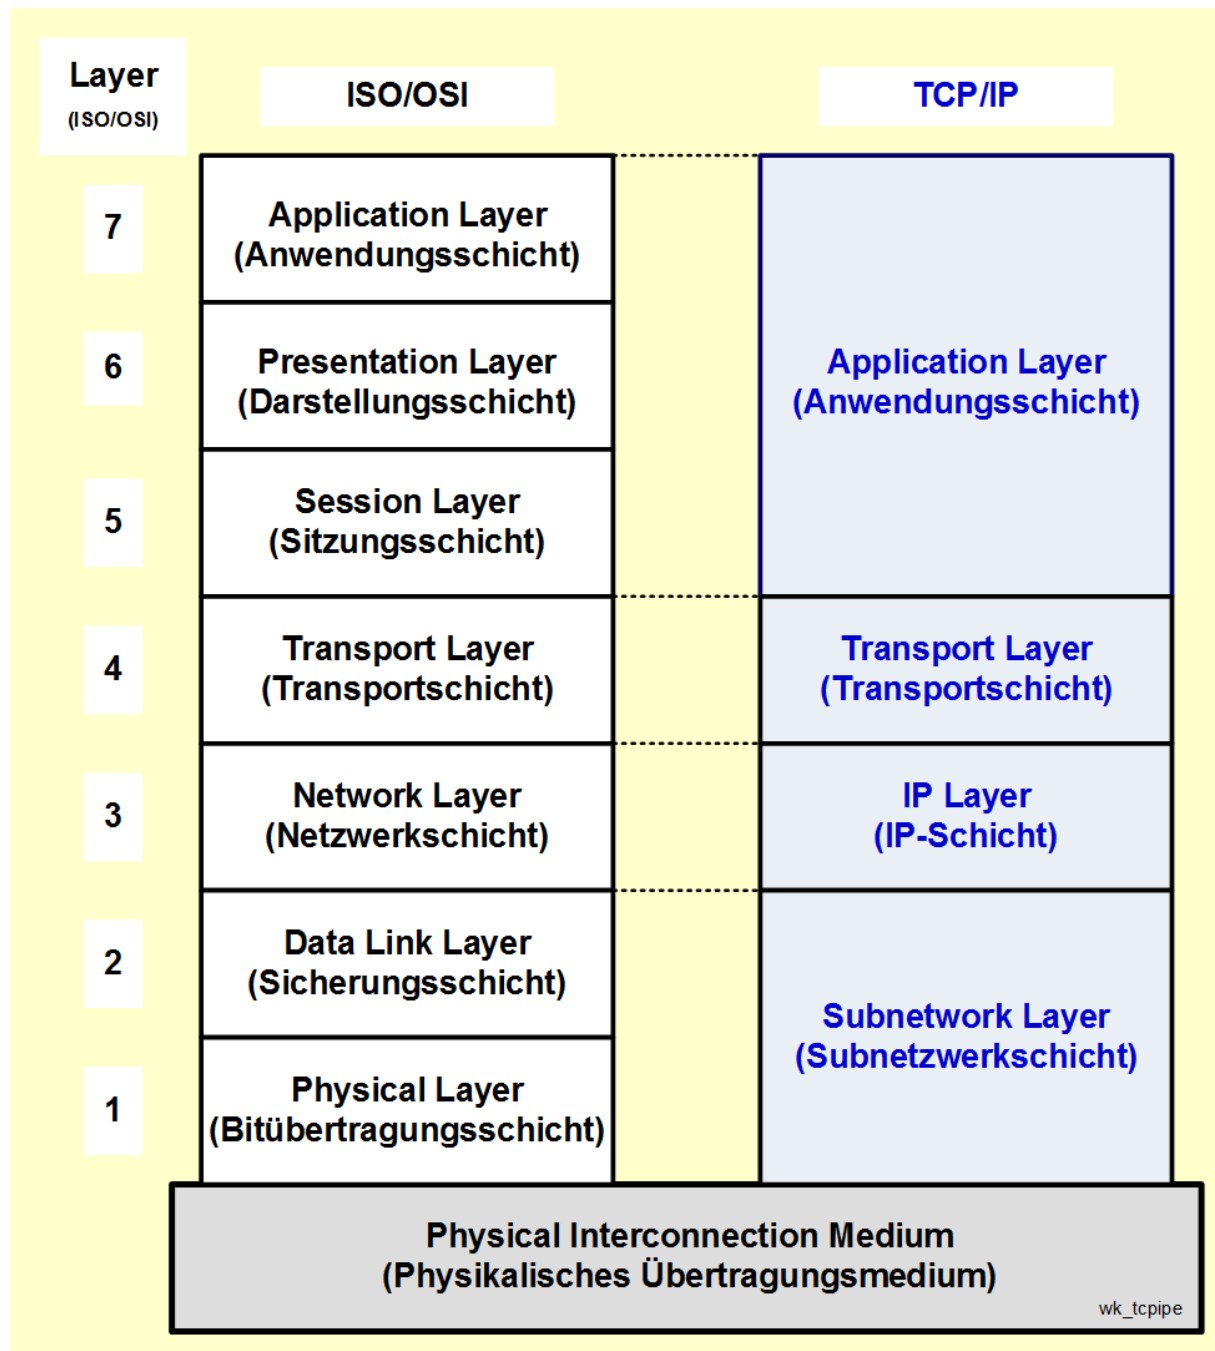 Layer
(ISO/OSI)
ISO/OSI
TCP/IP
7
Application Layer
(Anwendungsschicht)
6
Presentation Layer
(Darstellungsschicht)
Application Layer
(Anwendungsschicht)
5
Session Layer
(Sitzungsschicht)
4
Transport Layer
(Transportschicht)
Transport Layer
(Transportschicht)
3
Network Layer
(Netzwerkschicht)
IP Layer
(IP-Schicht)
2
Data Link Layer
(Sicherungsschicht)
Subnetwork Layer
(Subnetzwerkschicht)
1
Physical Layer
(Bitübertragungsschicht)
Physical Interconnection Medium
(Physikalisches Übertragungsmedium)
wk_tcpipe